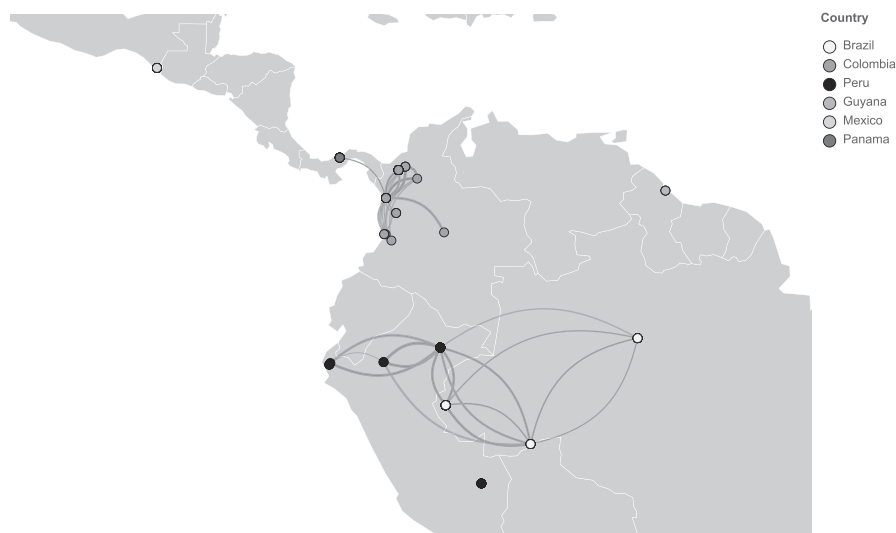 Country
Brazil
Colombia
Peru
Guyana
Mexico
Panama